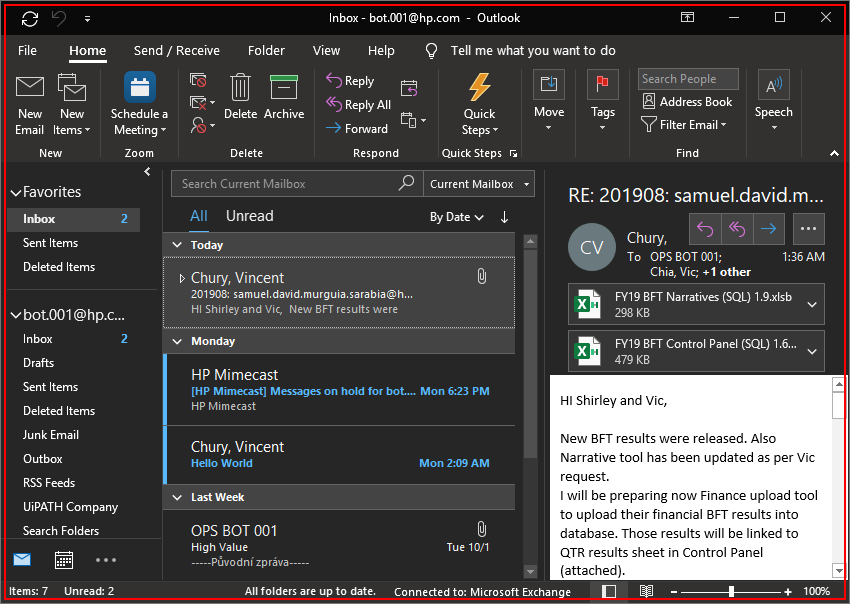 Inbox - bot.001@hp.com - Outlook
File Home Send / Receive Folder View Help Tell me what you want to do
New Email
New Items
New
Schedule a Meeting
Zoom
Delete
Archive
Delete
Reply
Reply All
Forward
Respond
Quick Steps
Quick Steps
Move
Tags
Search People
Address Book
Filter Email
Find
Speech
Favorites
Inbox 2
Sent Items
Deleted Items
bot.001@hp.c...
Inbox 2
Drafts
Sent Items
Deleted Items
Junk Email
Outbox
RSS Feeds
UiPATH Company
Search Folders
Search Current Mailbox Current Mailbox
All Unread By Date
Today
Chury, Vincent
201908: samuel.david.murguia.sarabia@h...
HI Shirley and Vic, New BFT results were
Monday
HP Mimecast
[HP Mimecast] Messages on hold for bot.... Mon 6:23 PM
HP Mimecast
Chury, Vincent
Hello World Mon 2:09 AM
Last Week
OPS BOT 001
High Value Tue 10/1
-----Původní zpráva-----
RE: 201908: samuel.david.m...
CV
Chury,
To OPS BOT 001; 1:36 AM
Chia, Vic; +1 other
FY19 BFT Narratives (SQL) 1.9.xlsb
298 KB
FY19 BFT Control Panel (SQL) 1.6...
479 KB
HI Shirley and Vic,
New BFT results were released. Also
Narrative tool has been updated as per Vic
request.
I will be preparing now Finance upload tool
to upload their financial BFT results into
database. Those results will be linked to
QTR results sheet in Control Panel
(attached).
Items: 7 Unread: 2 All folders are up to date. Connected to: Microsoft Exchange 100%